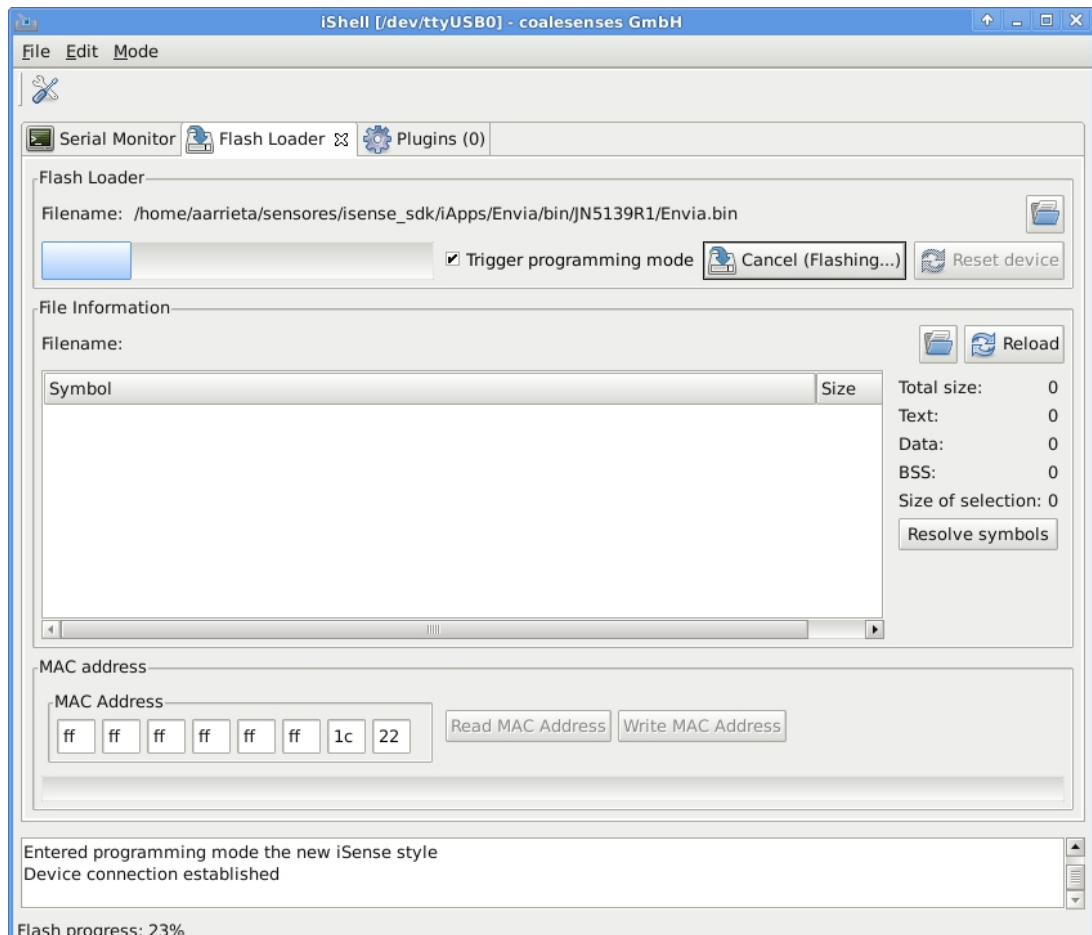 iShell [/dev/ttyUSB0] - coalesenses GmbH
File Edit Mode
Serial Monitor Flash Loader Plugins (0)
Flash Loader
Filename: /home/aarrieta/sensores/isense_sdk/iApps/Envia/bin/JN5139R1/Envia.bin
Trigger programming mode Cancel (Flashing...) Reset device
File Information
Filename: Reload
Symbol Size
Total size: 0
Text: 0
Data: 0
BSS: 0
Size of selection: 0
Resolve symbols
MAC address
MAC Address
ff ff ff ff ff ff 1c 22 Read MAC Address Write MAC Address
Entered programming mode the new iSense style
Device connection established
Flash progress: 23%